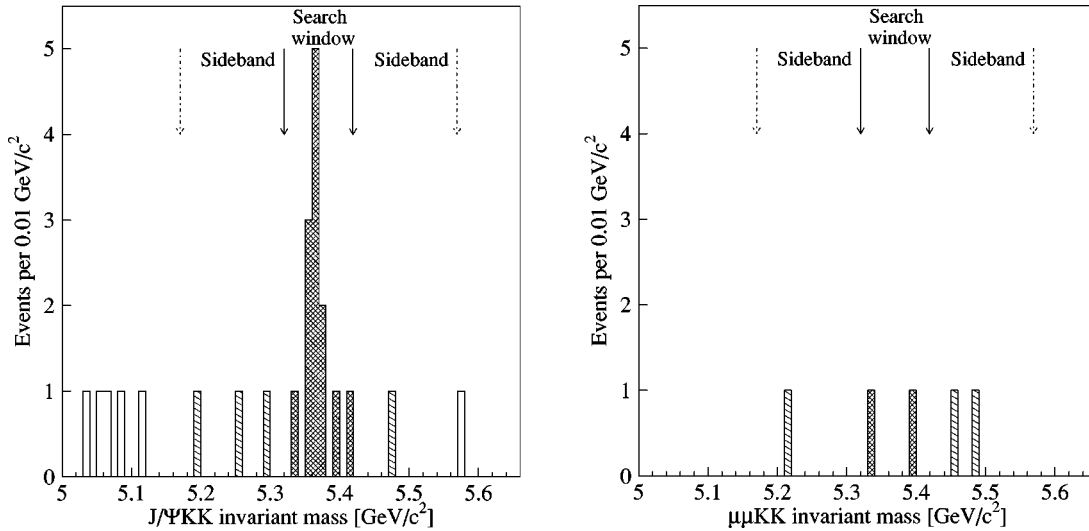 Search
window
Sideband
Sideband
5
4
3
2
1
0
Events per 0.01 GeV/c²
5
5.1
5.2
5.3
5.4
5.5
5.6
J/ΨKK invariant mass [GeV/c²]
Search
window
Sideband
Sideband
5
4
3
2
1
0
Events per 0.01 GeV/c²
5
5.1
5.2
5.3
5.4
5.5
5.6
μμKK invariant mass [GeV/c²]